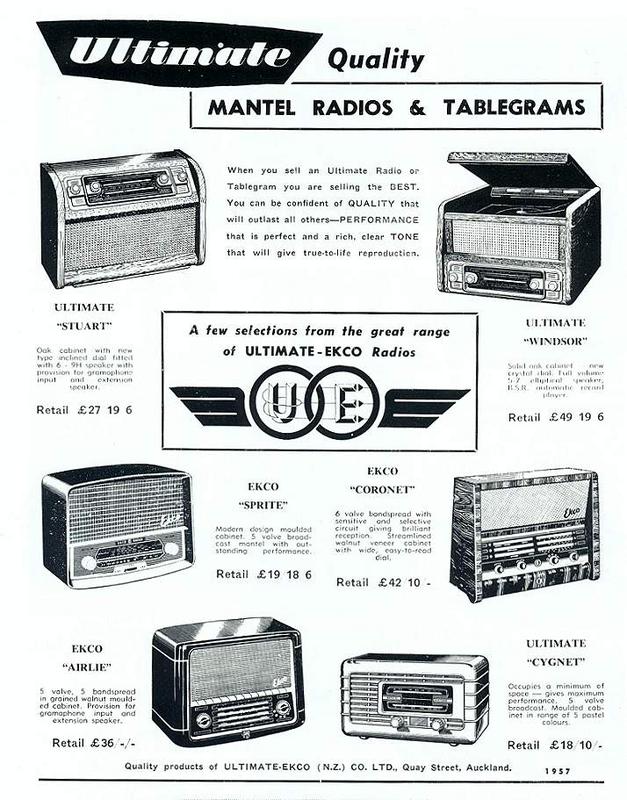 Ultimate Quality
MANTEL RADIOS & TABLEGRAMS
When you sell an Ultimate Radio or
Tablegram you are selling the BEST.
You can be confident of QUALITY that
will outlast all others—PERFORMANCE
that is perfect and a rich, clear TONE
that will give true-to-life reproduction.
ULTIMATE
"STUART"
Oak cabinet with new
type inclined dial fitted
with 6 - 9H speaker with
provision for gramophone
input and extension
speaker.
Retail £27 19 6
ULTIMATE
"WINDSOR"
Solid oak cabinet new
crystal dial. Full volume
5-7 elliptical speaker,
B.S.R. automatic record
player.
Retail £49 19 6
A few selections from the great range
of ULTIMATE-EKCO Radios
U E
EKCO
"SPRITE"
Modern design moulded
cabinet. 5 valve broad-
cast mantel with out-
standing performance.
Retail £19 18 6
EKCO
"CORONET"
6 valve bandspread with
sensitive and selective
circuit giving brilliant
reception. Streamlined
walnut veneer cabinet
with wide, easy-to-read
dial.
Retail £42 10 -
Ekco
Ekco
EKCO
"AIRLIE"
5 valve, 5 bandspread
in grained walnut mould-
ed cabinet. Provision for
gramophone input and
extension speaker.
Retail £36/-/-
Ekco
ULTIMATE
"CYGNET"
Occupies a minimum of
space — gives maximum
performance. 5 valve
broadcast. Moulded cab-
inet in range of 5 pastel
colours.
Retail £18/10/-
Quality products of ULTIMATE-EKCO (N.Z.) CO. LTD., Quay Street, Auckland.
1957